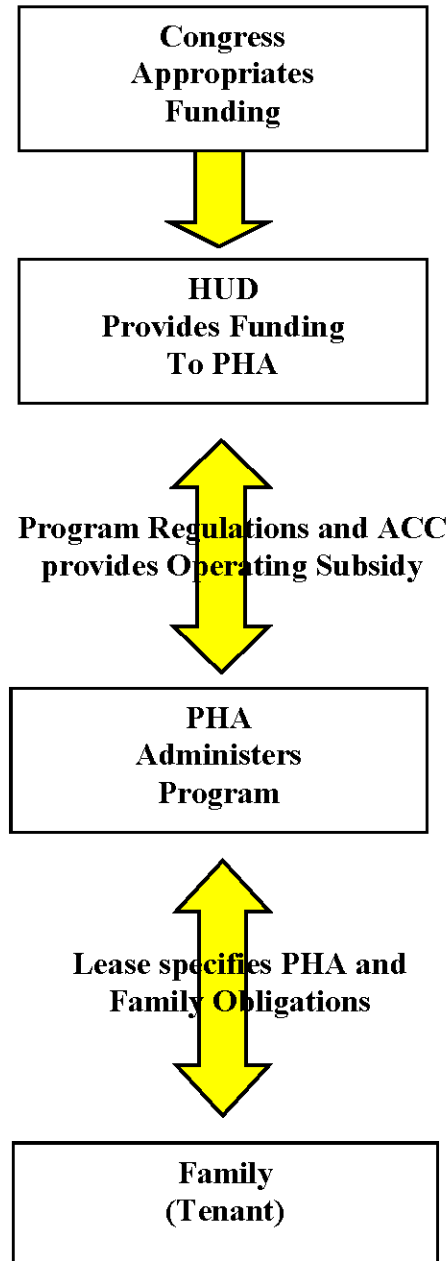 Congress
Appropriates
Funding
HUD
Provides Funding
To PHA
Program Regulations and ACC
provides Operating Subsidy
PHA
Administers
Program
Lease specifies PHA and
Family Obligations
Family
(Tenant)